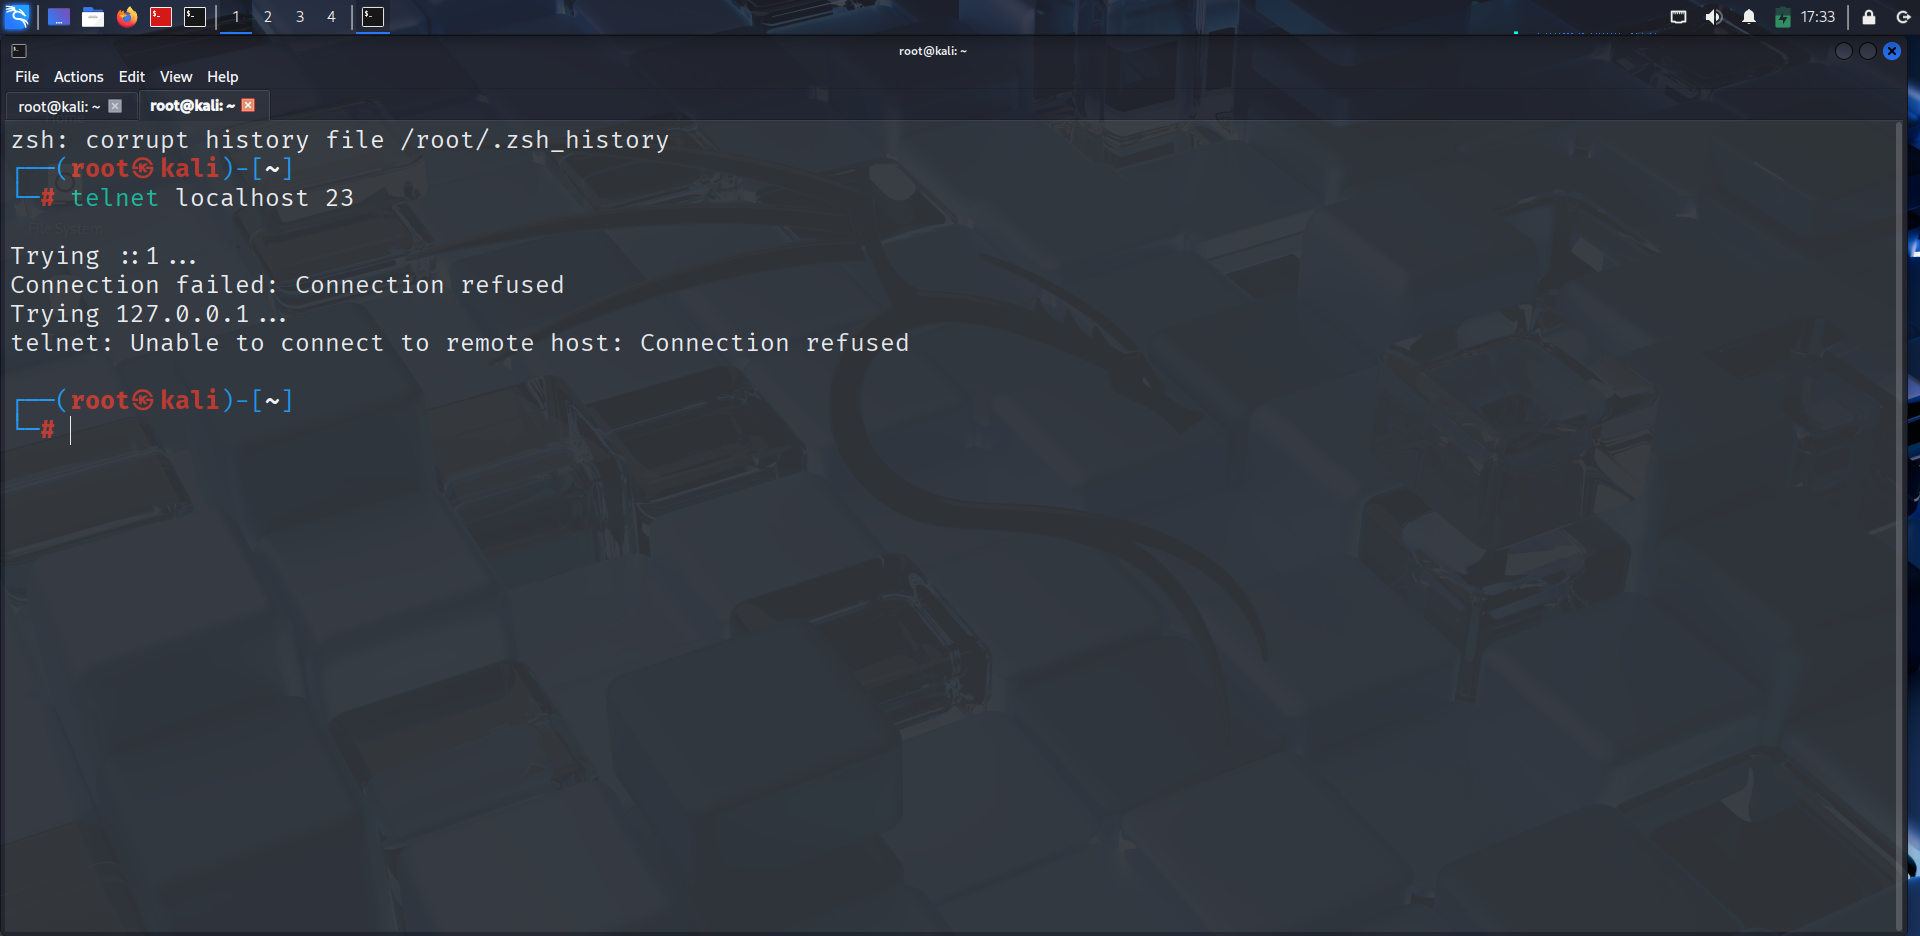 1 2 3 4 17:33
root@kali: ~
File Actions Edit View Help
root@kali: ~ root@kali: ~
zsh: corrupt history file /root/.zsh_history
┌──(root㉿kali)-[~]
└─# telnet localhost 23
File System
Trying ::1...
Connection failed: Connection refused
Trying 127.0.0.1...
telnet: Unable to connect to remote host: Connection refused
┌──(root㉿kali)-[~]
└─#